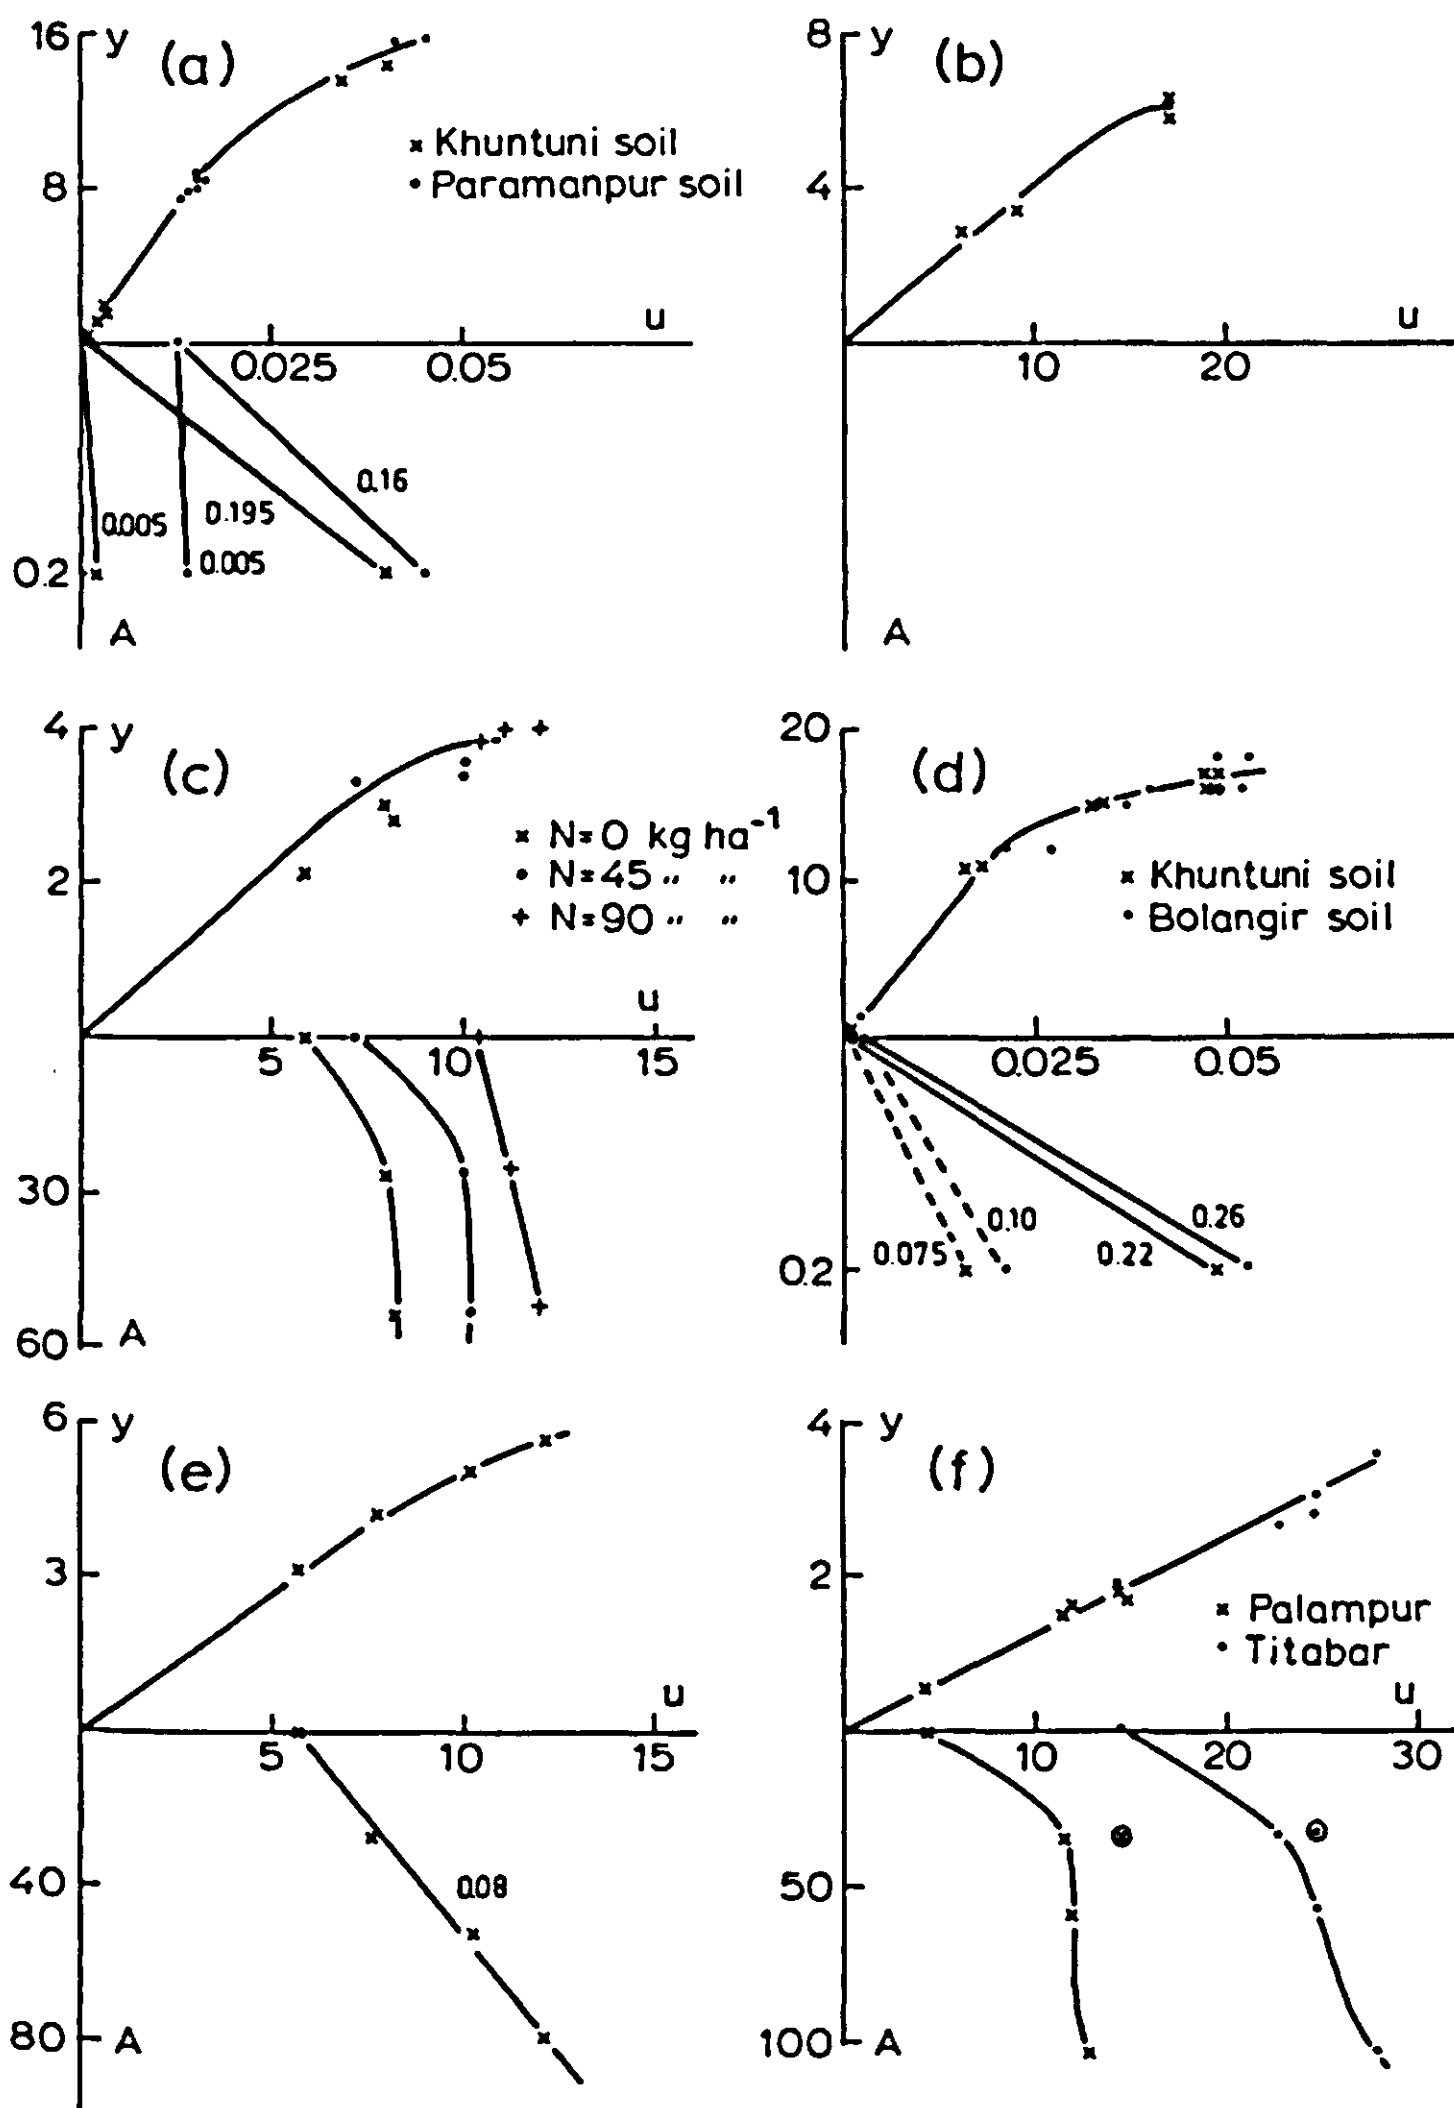 16 y (a)
× Khuntuni soil
8 • Paramanpur soil
u
0.025 0.05
0.16
0.005 0.195
0.005
0.2
A
8 y (b)
4
u
10 20
A
4 y (c)
× N=0 kg ha⁻¹
2 • N=45 " "
+ N=90 " "
u
5 10 15
30
60 A
20 y (d)
10 × Khuntuni soil
• Bolangir soil
0.025 0.05
0.10 0.26
0.075 0.22
0.2
6 y (e)
3
u
5 10 15
40 0.08
80 A
4 y (f)
2 × Palampur
• Titabar
u
10 20 30
50
100 A